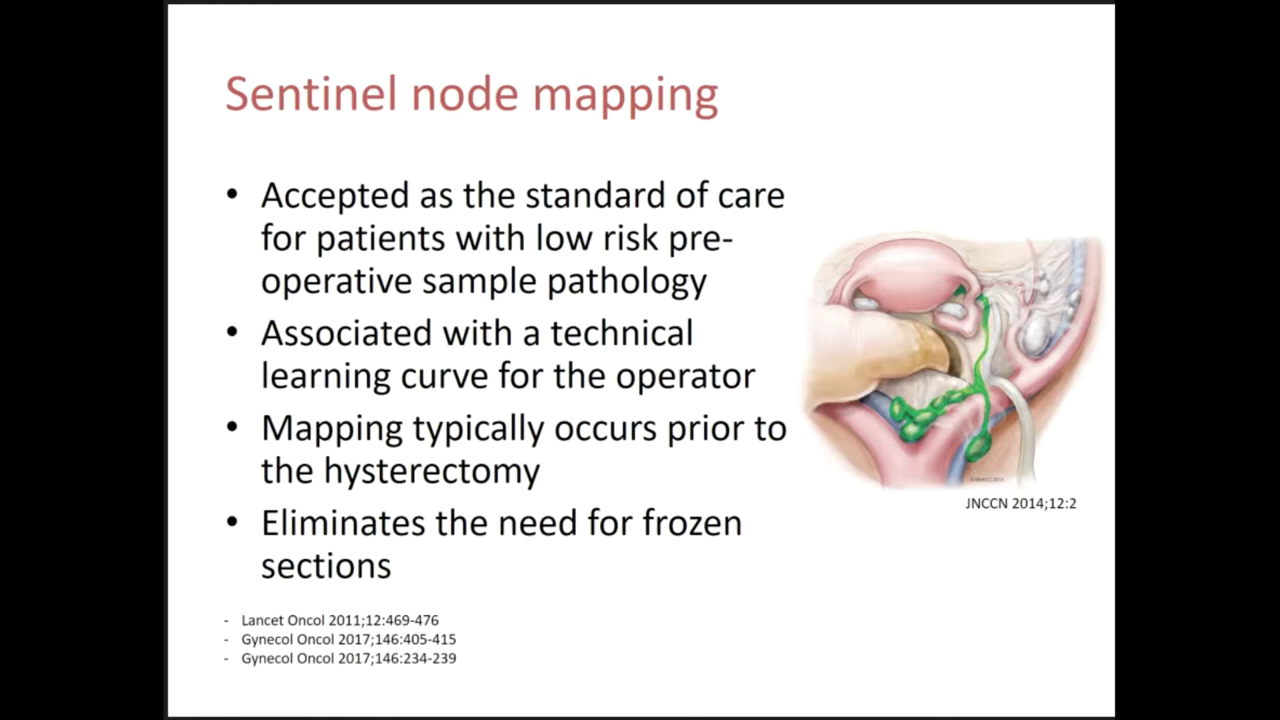 Sentinel node mapping
• Accepted as the standard of care
for patients with low risk pre-
operative sample pathology
• Associated with a technical
learning curve for the operator
• Mapping typically occurs prior to
the hysterectomy
• Eliminates the need for frozen
sections
JNCCN 2014;12:2
- Lancet Oncol 2011;12:469-476
- Gynecol Oncol 2017;146:405-415
- Gynecol Oncol 2017;146:234-239